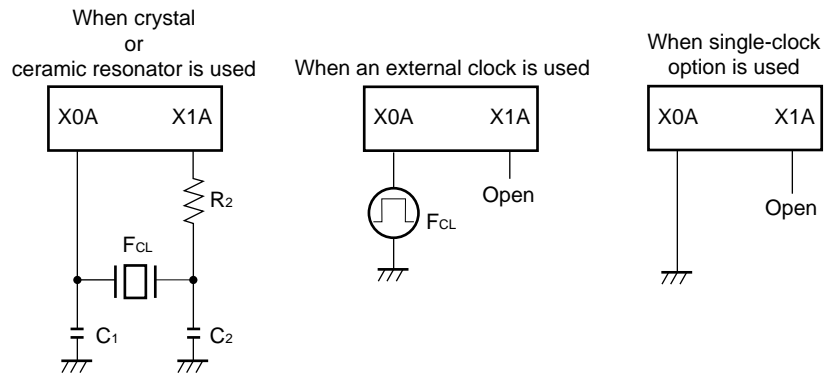 When crystal
or
ceramic resonator is used
X0A X1A
R2
FCL
C1 C2
When an external clock is used
X0A X1A
Open
FCL
When single-clock
option is used
X0A X1A
Open